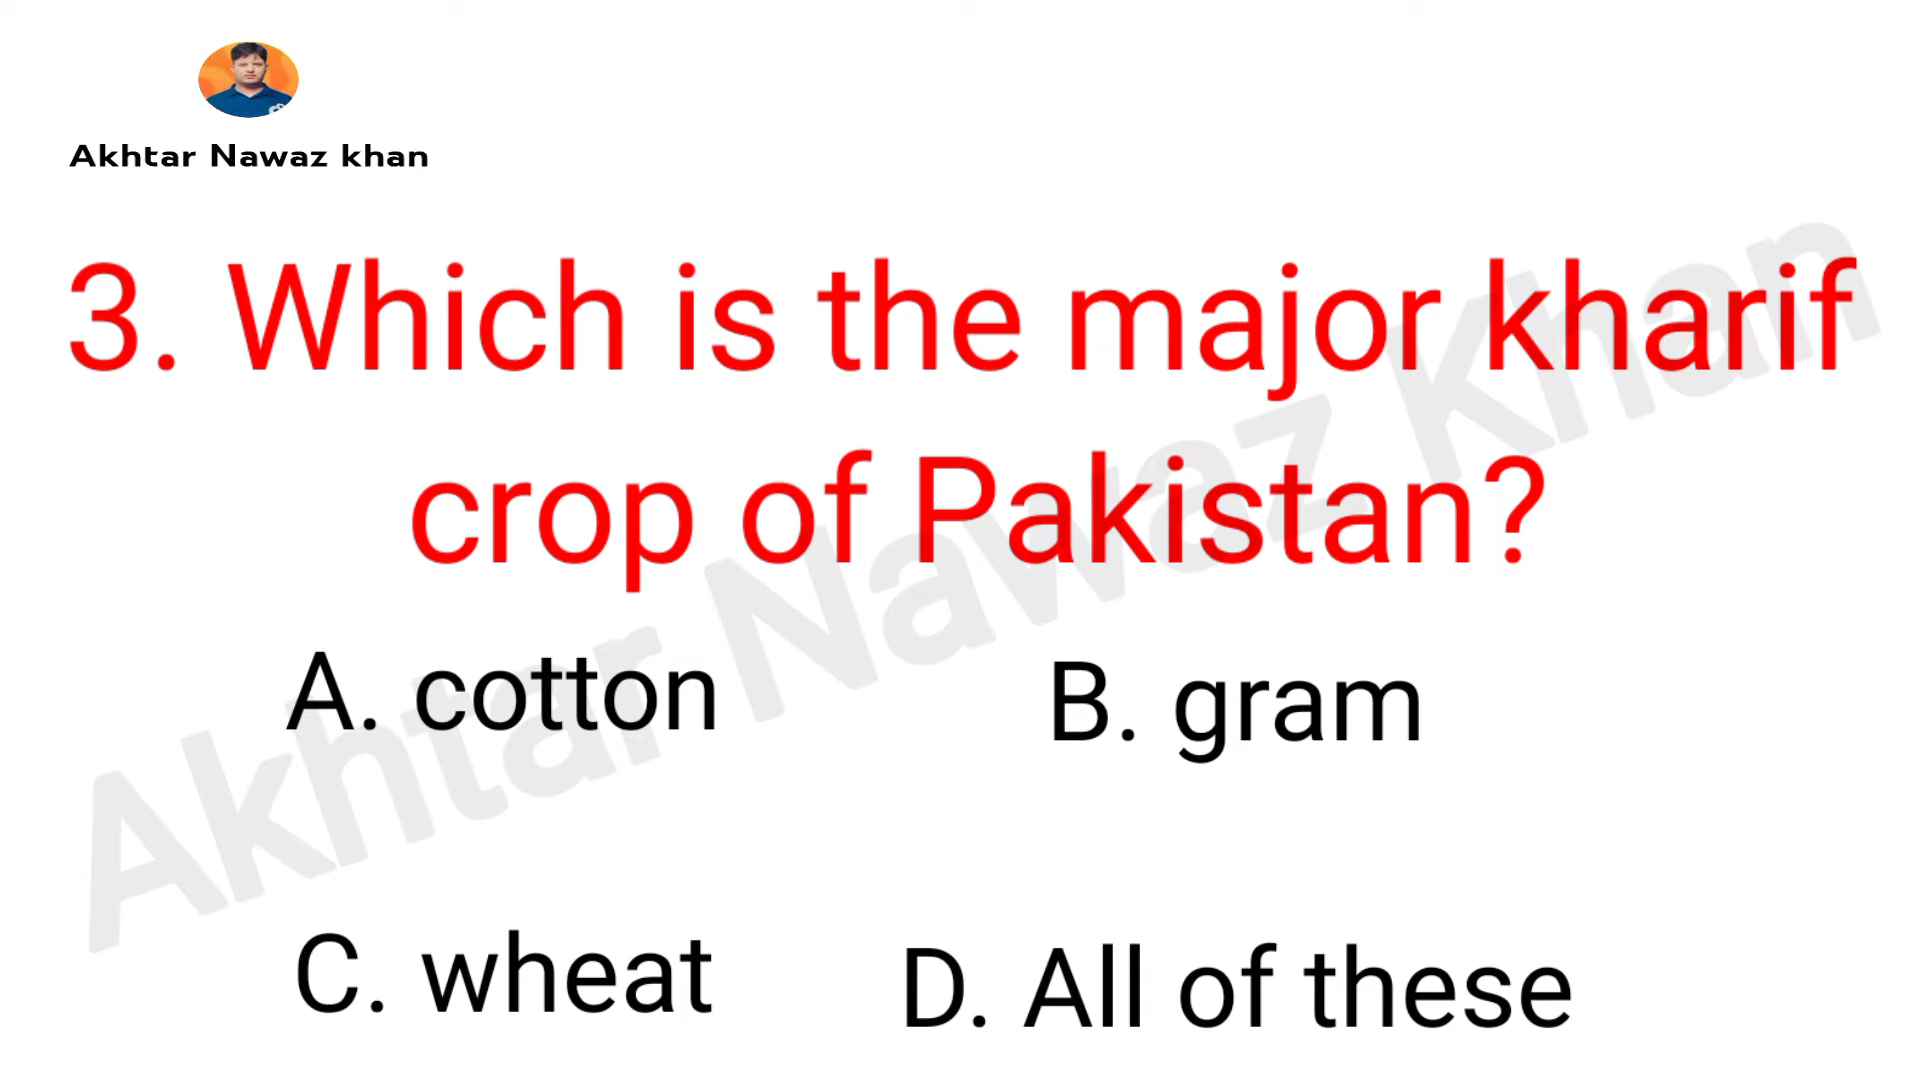 Akhtar Nawaz khan
3. Which is the major kharif
crop of Pakistan?
A. cotton
B. gram
C. wheat
D. All of these
Akhtar Nawaz Khan